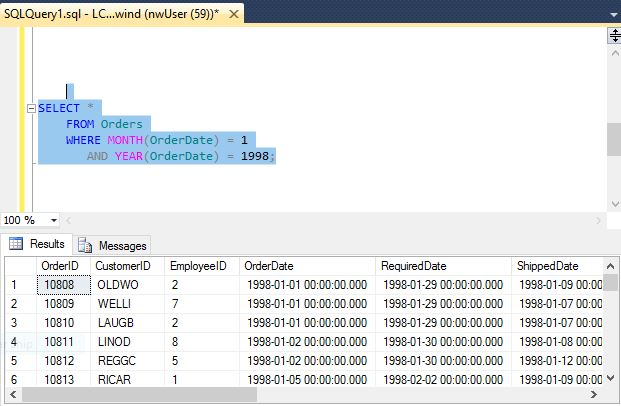 SQLQuery1.sql - LC...wind (nwUser (59))* ×
SELECT *
FROM Orders
WHERE MONTH(OrderDate) = 1
AND YEAR(OrderDate) = 1998;
100 %
Results Messages
OrderID CustomerID EmployeeID OrderDate RequiredDate ShippedDate
1 10808 OLDWO 2 1998-01-01 00:00:00.000 1998-01-29 00:00:00.000 1998-01-09 00:00
2 10809 WELLI 7 1998-01-01 00:00:00.000 1998-01-29 00:00:00.000 1998-01-07 00:00
3 10810 LAUGB 2 1998-01-01 00:00:00.000 1998-01-29 00:00:00.000 1998-01-07 00:00
4 10811 LINOD 8 1998-01-02 00:00:00.000 1998-01-30 00:00:00.000 1998-01-08 00:00
5 10812 REGGC 5 1998-01-02 00:00:00.000 1998-01-30 00:00:00.000 1998-01-12 00:00
6 10813 RICAR 1 1998-01-05 00:00:00.000 1998-02-02 00:00:00.000 1998-01-09 00:00